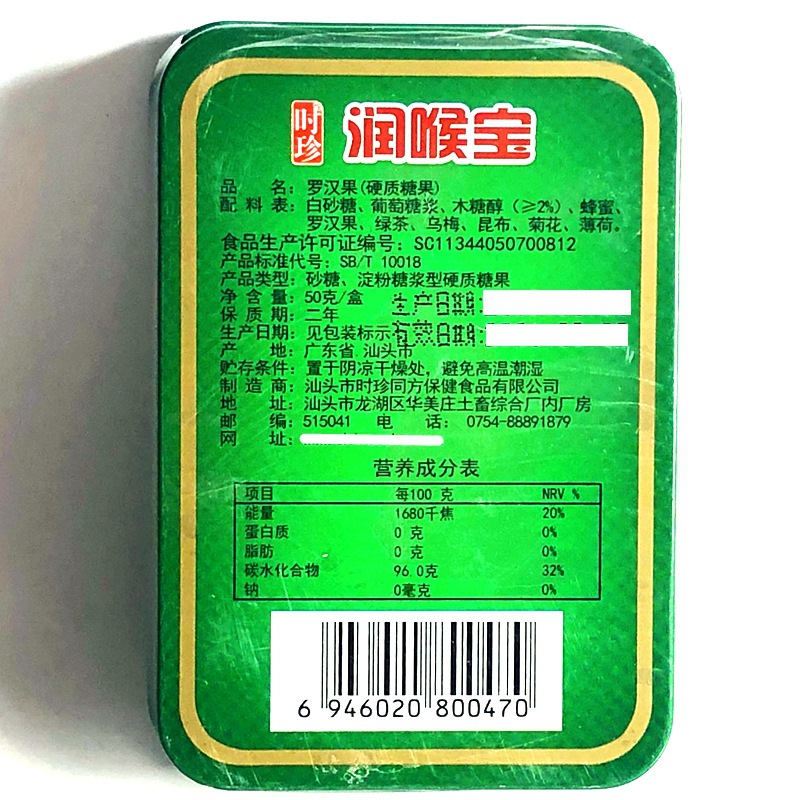 时珍 润喉宝
品 名：罗汉果(硬质糖果)
配 料 表：白砂糖、葡萄糖浆、木糖醇（≥2%）、蜂蜜、
罗汉果、绿茶、乌梅、昆布、菊花、薄荷。
食品生产许可证编号：SC11344050700812
产品标准代号：SB/T 10018
产品类型：砂糖、淀粉糖浆型硬质糖果
净 含 量：50克/盒 生产日期：
保 质 期：二年
生产日期：见包装标示 有效日期：
产 地：广东省 汕头市
贮存条件：置于阴凉干燥处，避免高温潮湿
制 造 商：汕头市时珍同方保健食品有限公司
地 址：汕头市龙湖区华美庄土畜综合厂内厂房
邮 编：515041 电 话：0754-88891879
网 址：
营养成分表
项目 每100 克 NRV %
能量 1680千焦 20%
蛋白质 0 克 0%
脂肪 0 克 0%
碳水化合物 96.0克 32%
钠 0毫克 0%
6 946020 800470